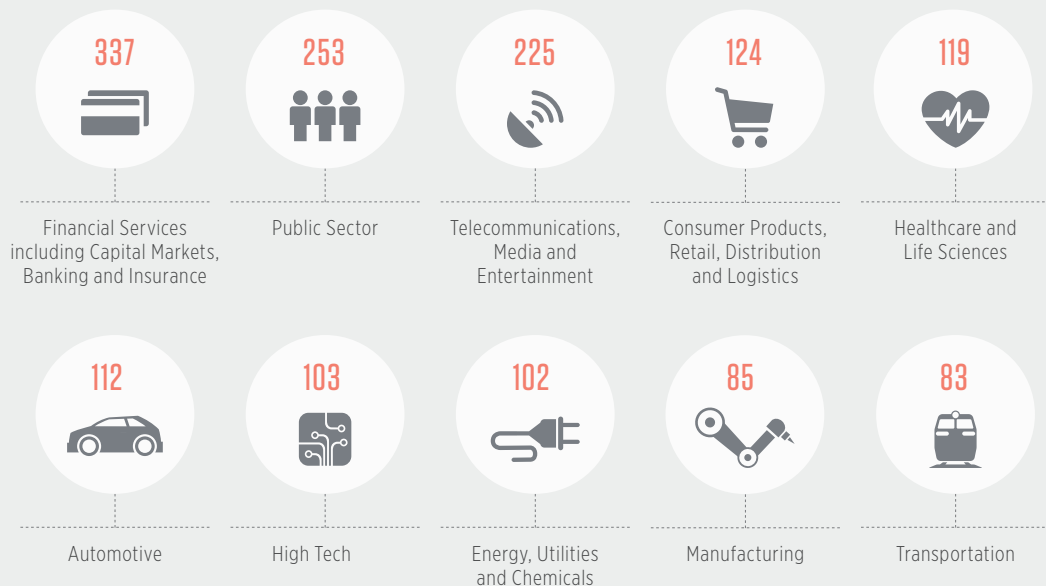 337
253
225
124
119
Financial Services
including Capital Markets,
Banking and Insurance
Public Sector
Telecommunications,
Media and
Entertainment
Consumer Products,
Retail, Distribution
and Logistics
Healthcare and
Life Sciences
112
103
102
85
83
Automotive
High Tech
Energy, Utilities
and Chemicals
Manufacturing
Transportation